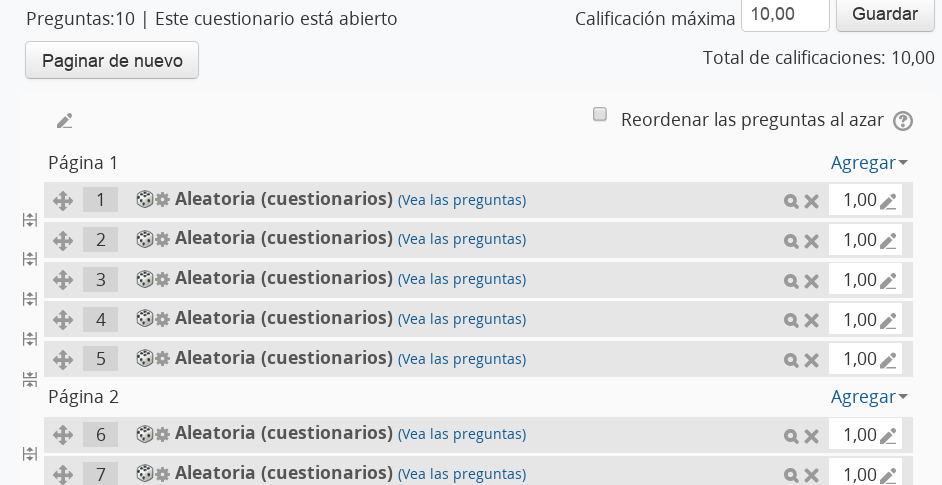 Preguntas:10 | Este cuestionario está abierto
Calificación máxima 10,00 Guardar
Paginar de nuevo
Total de calificaciones: 10,00
Reordenar las preguntas al azar ?
Página 1 Agregar
1 Aleatoria (cuestionarios) (Vea las preguntas) 1,00
2 Aleatoria (cuestionarios) (Vea las preguntas) 1,00
3 Aleatoria (cuestionarios) (Vea las preguntas) 1,00
4 Aleatoria (cuestionarios) (Vea las preguntas) 1,00
5 Aleatoria (cuestionarios) (Vea las preguntas) 1,00
Página 2 Agregar
6 Aleatoria (cuestionarios) (Vea las preguntas) 1,00
7 Aleatoria (cuestionarios) (Vea las preguntas) 1,00